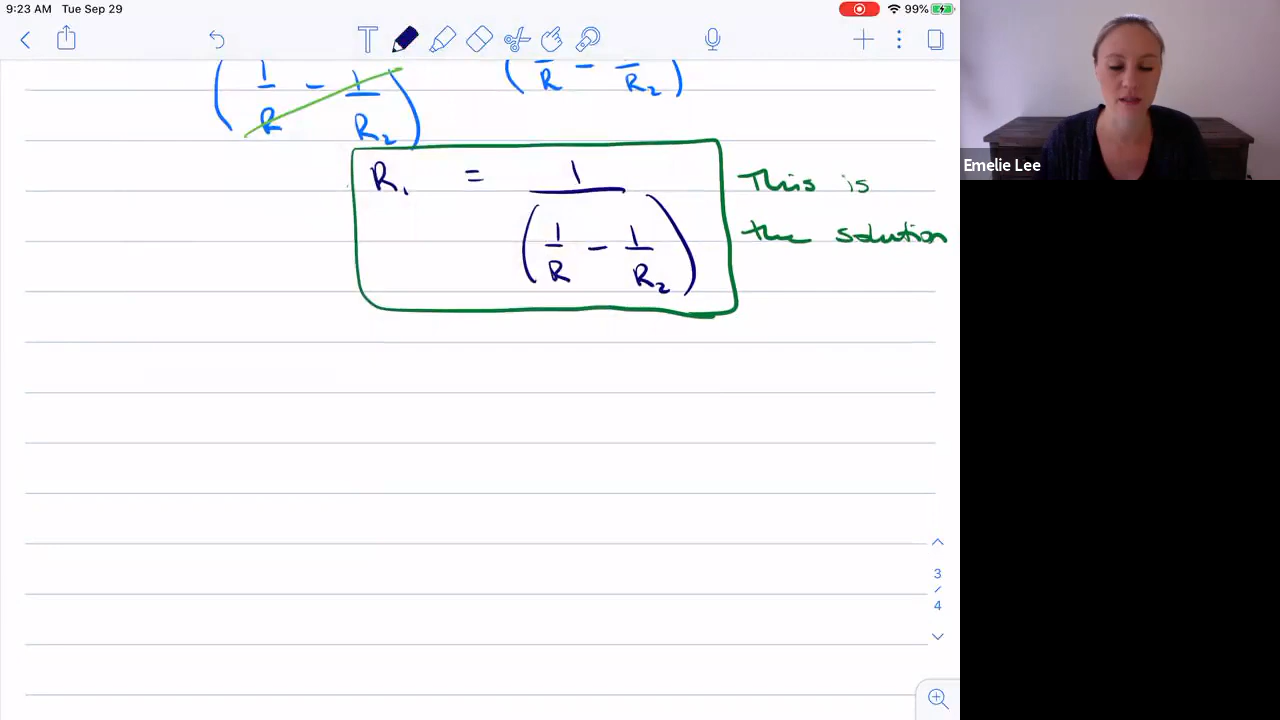 9:23 AM Tue Sep 29
99%
1 1
( — − — )
R R₂
( — − — )
R R₂
R₁ = 1
( 1/R − 1/R₂ )
This is
the solution
3 / 4
Emelie Lee